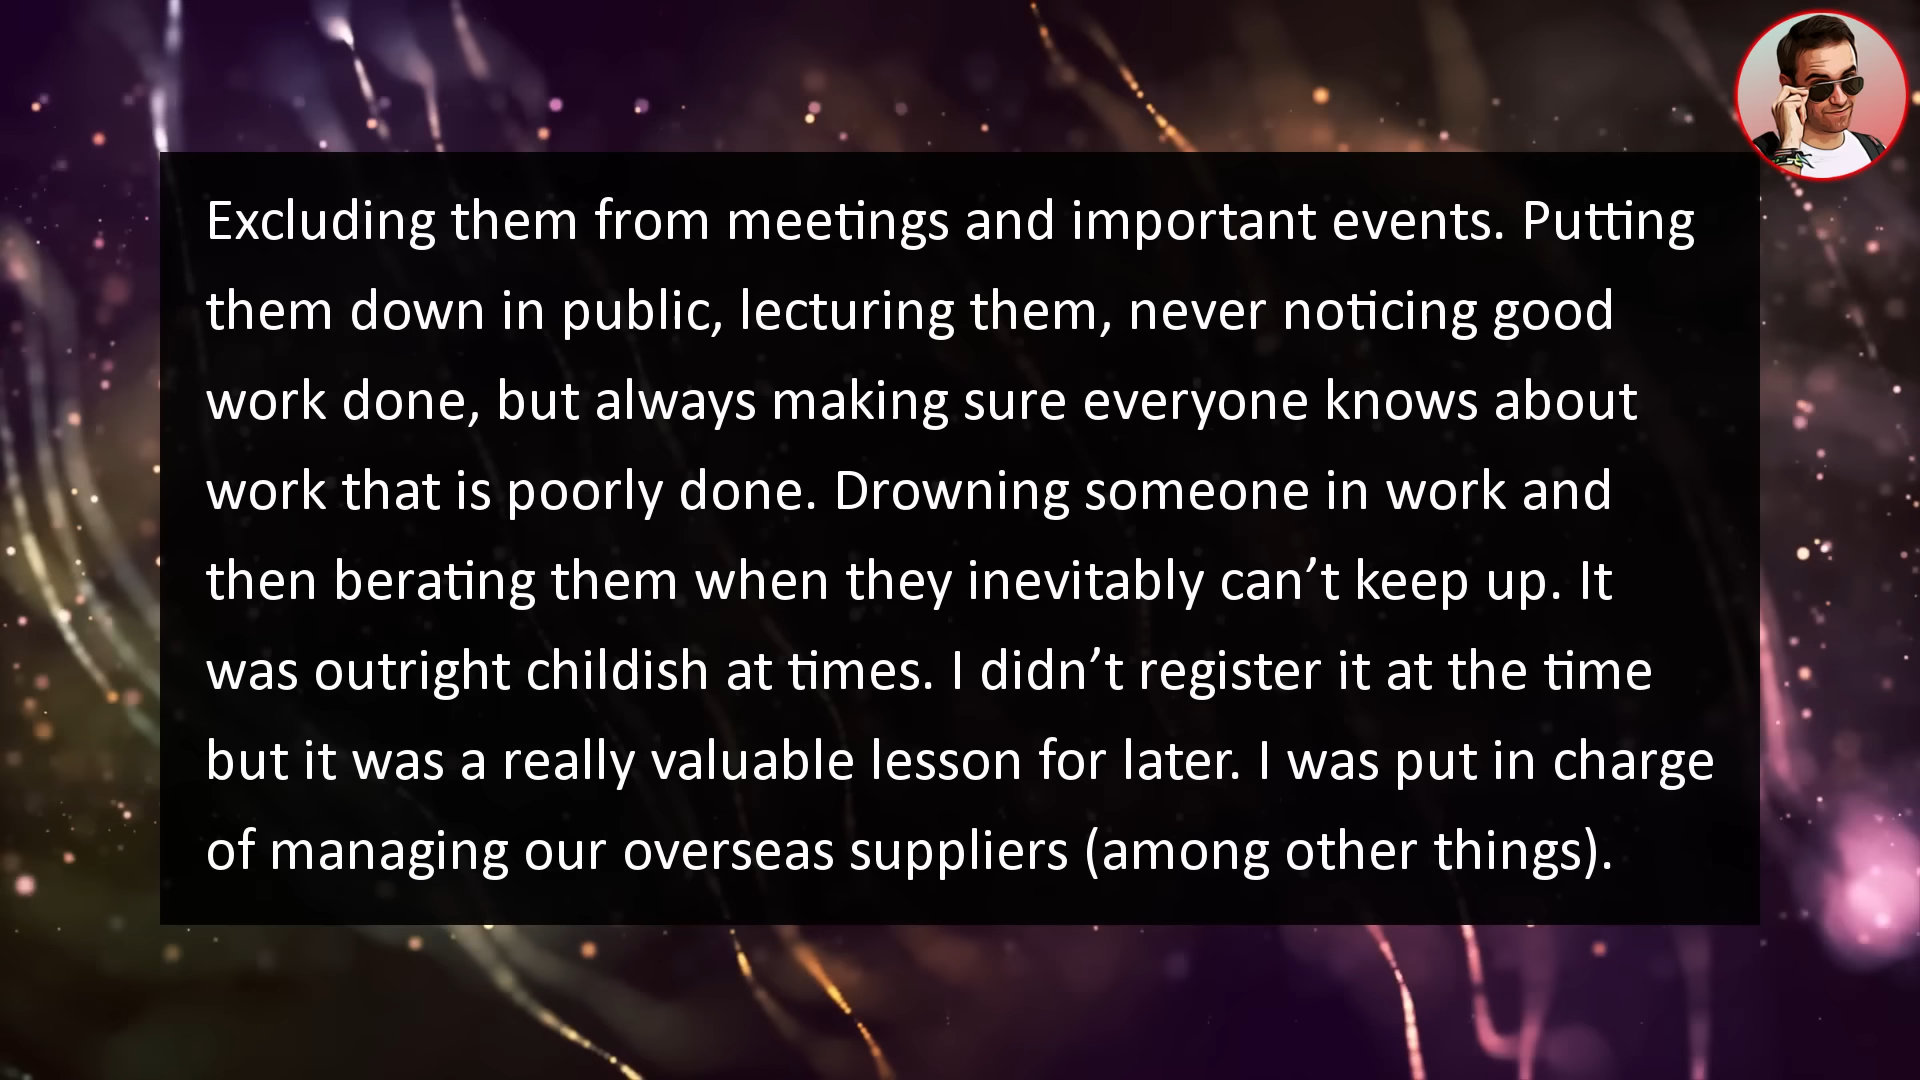 Excluding them from meetings and important events. Putting
them down in public, lecturing them, never noticing good
work done, but always making sure everyone knows about
work that is poorly done. Drowning someone in work and
then berating them when they inevitably can’t keep up. It
was outright childish at times. I didn’t register it at the time
but it was a really valuable lesson for later. I was put in charge
of managing our overseas suppliers (among other things).